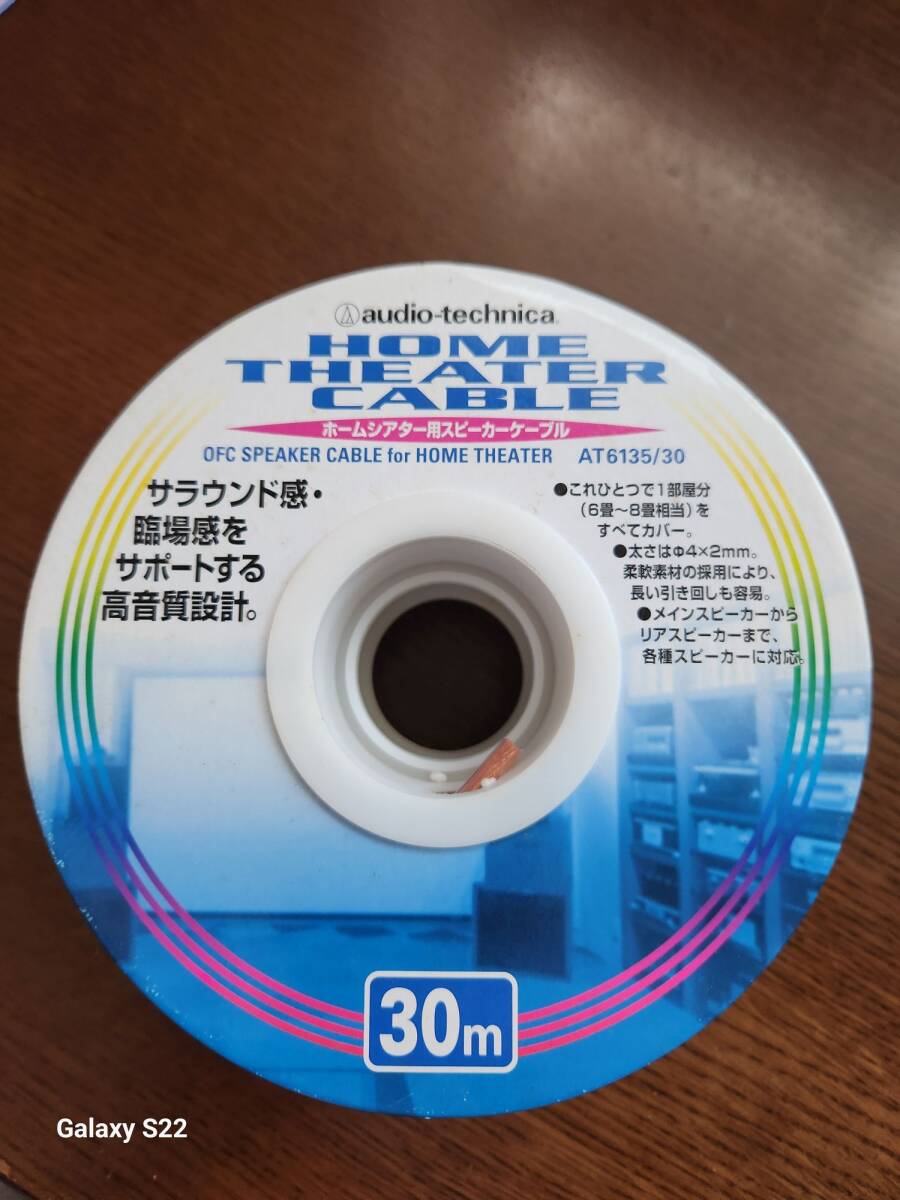 audio-technica
HOME
THEATER
CABLE
ホームシアター用スピーカーケーブル
OFC SPEAKER CABLE for HOME THEATER AT6135/30
サラウンド感・
臨場感を
サポートする
高音質設計。
●これひとつで1部屋分
(6畳～8畳相当)を
すべてカバー。
●太さはΦ4×2mm。
柔軟素材の採用により、
長い引き回しも容易。
●メインスピーカーから
リアスピーカーまで、
各種スピーカーに対応。
30m
Galaxy S22